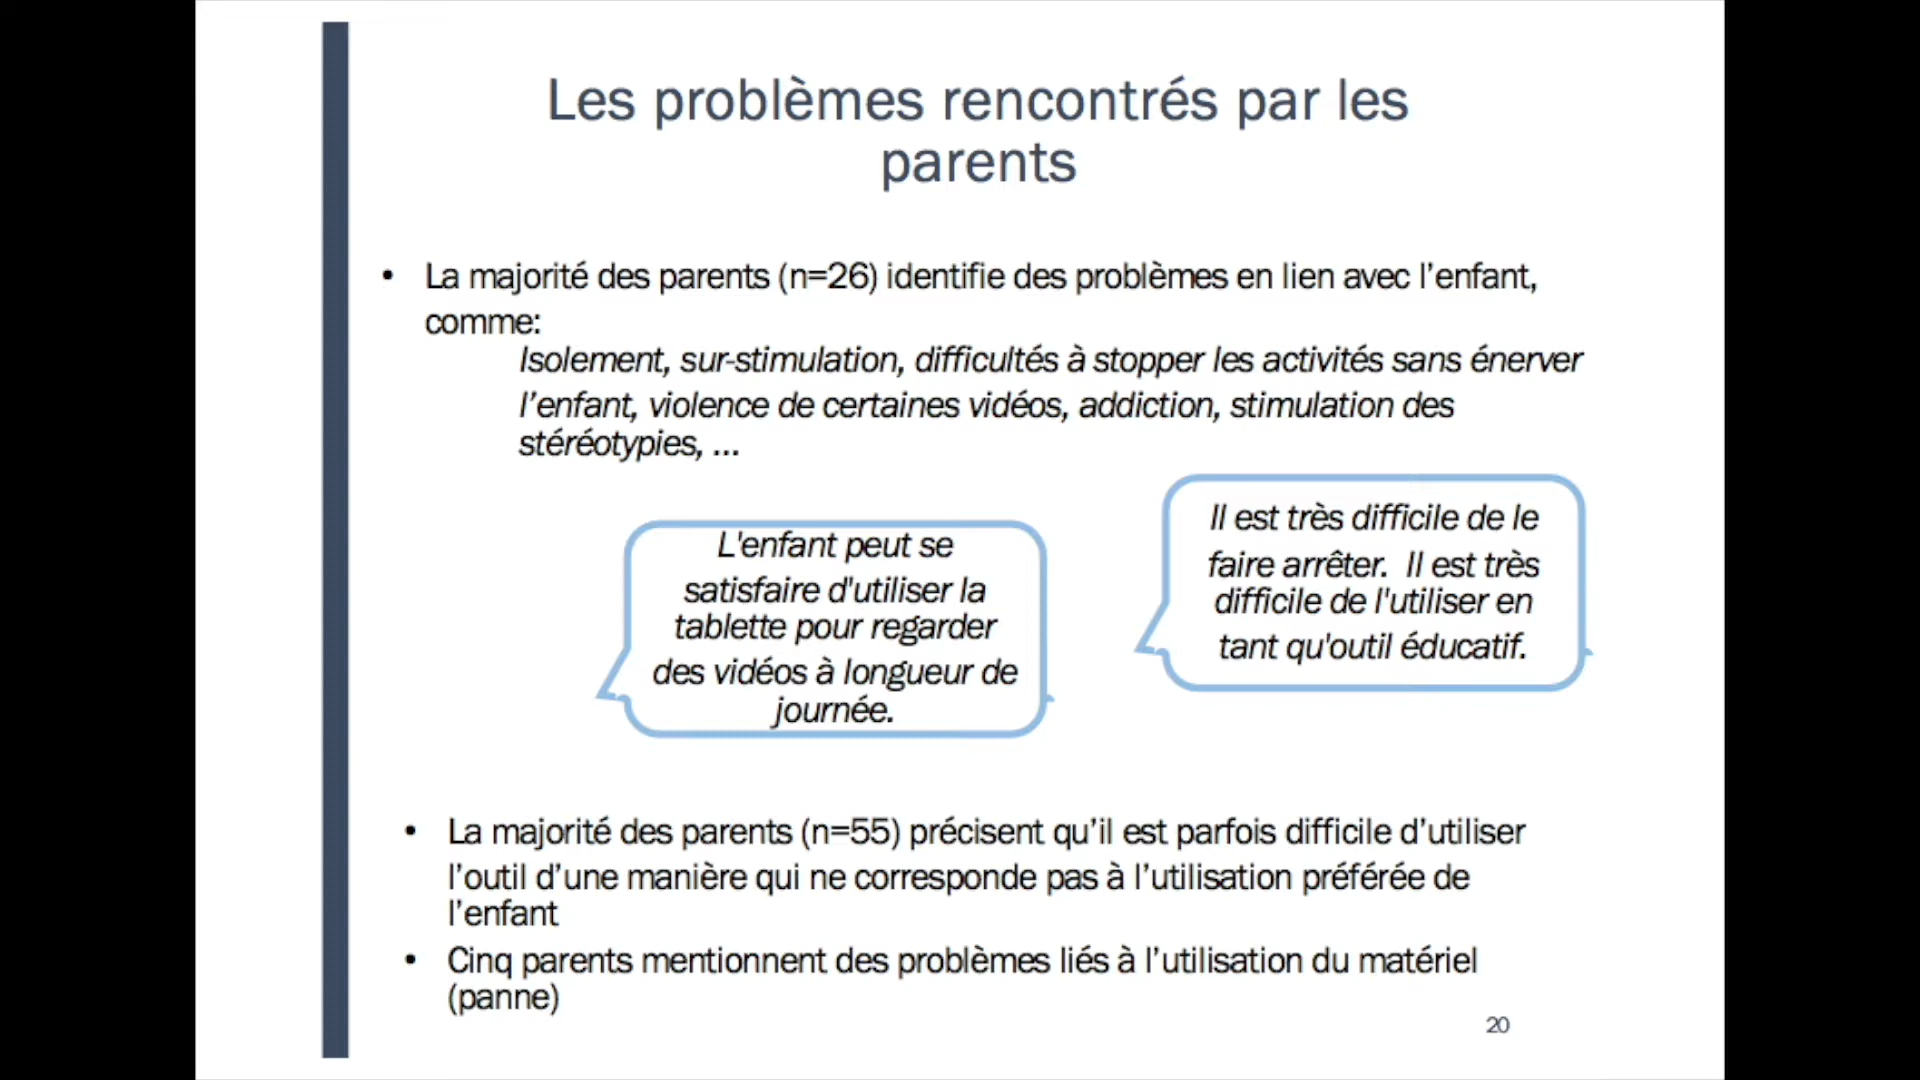 Les problèmes rencontrés par les
parents
• La majorité des parents (n=26) identifie des problèmes en lien avec l’enfant,
comme:
Isolement, sur-stimulation, difficultés à stopper les activités sans énerver
l’enfant, violence de certaines vidéos, addiction, stimulation des
stéréotypies, ...
L'enfant peut se
satisfaire d'utiliser la
tablette pour regarder
des vidéos à longueur de
journée.
Il est très difficile de le
faire arrêter. Il est très
difficile de l'utiliser en
tant qu'outil éducatif.
• La majorité des parents (n=55) précisent qu’il est parfois difficile d’utiliser
l’outil d’une manière qui ne corresponde pas à l’utilisation préférée de
l’enfant
• Cinq parents mentionnent des problèmes liés à l’utilisation du matériel
(panne)
20